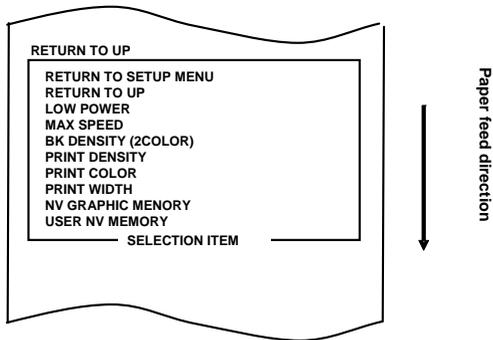 RETURN TO UP
RETURN TO SETUP MENU
RETURN TO UP
LOW POWER
MAX SPEED
BK DENSITY (2COLOR)
PRINT DENSITY
PRINT COLOR
PRINT WIDTH
NV GRAPHIC MENORY
USER NV MEMORY
SELECTION ITEM
Paper feed direction